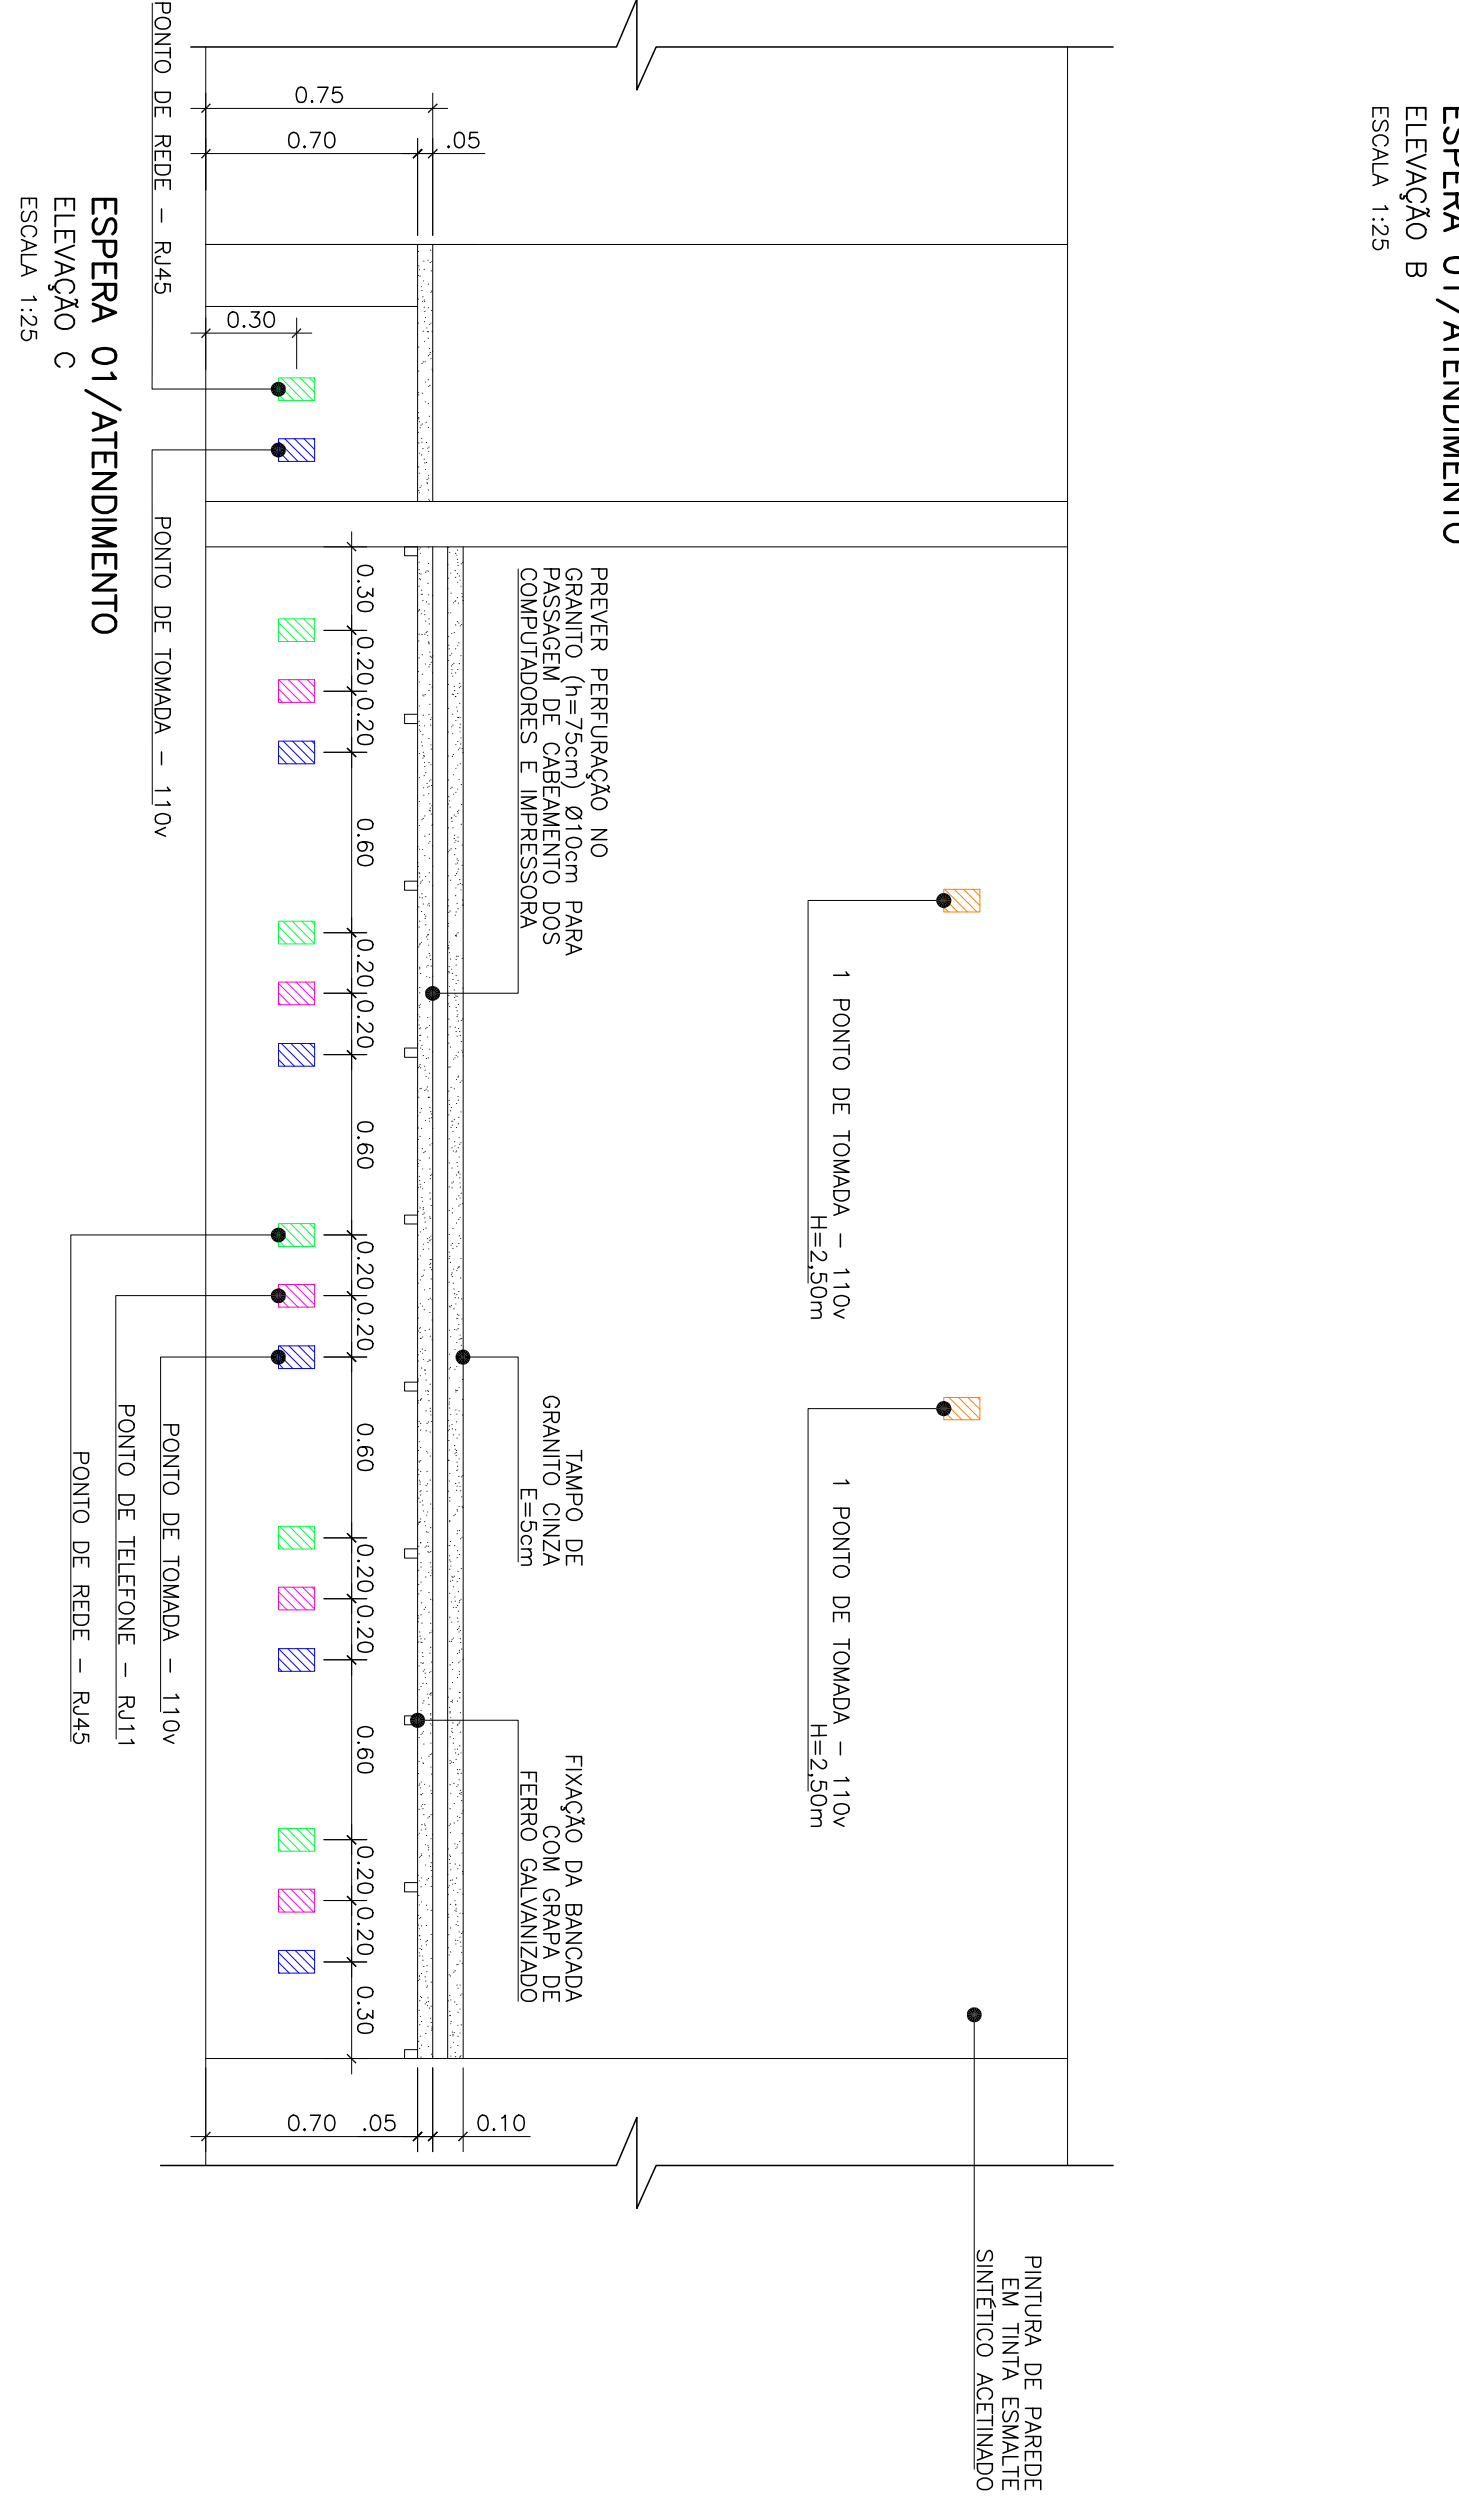 ESPERA 01/ATENDIMENTO
ELEVAÇÃO B
ESCALA 1:25
PINTURA DE PAREDE
EM TINTA ESMALTE
SINTÉTICO ACETINADO
1 PONTO DE TOMADA – 110v
H=2,50m
1 PONTO DE TOMADA – 110v
H=2,50m
PREVER PERFURAÇÃO NO
GRANITO (h=75cm) Ø10cm PARA
PASSAGEM DE CABEAMENTO DOS
COMPUTADORES E IMPRESSORA
TAMPO DE
GRANITO CINZA
E=5cm
FIXAÇÃO DA BANCADA
COM GRAPA DE
FERRO GALVANIZADO
0.75
0.70
.05
0.30
0.30
0.20
0.20
0.60
0.20
0.20
0.60
0.20
0.20
0.60
0.20
0.20
0.60
0.20
0.20
0.30
0.70
.05
0.10
PONTO DE REDE – RJ45
PONTO DE TOMADA – 110v
PONTO DE TOMADA – 110v
PONTO DE TELEFONE – RJ11
PONTO DE REDE – RJ45
ESPERA 01/ATENDIMENTO
ELEVAÇÃO C
ESCALA 1:25